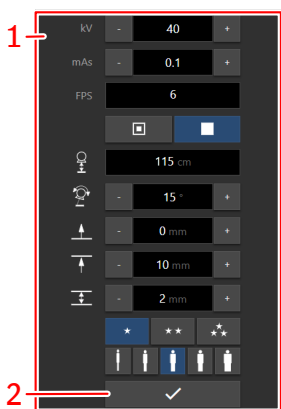 1
kV - 40 +
mAs - 0.1 +
FPS 6
115 cm
- 15 ° +
- 0 mm +
- 10 mm +
- 2 mm +
2